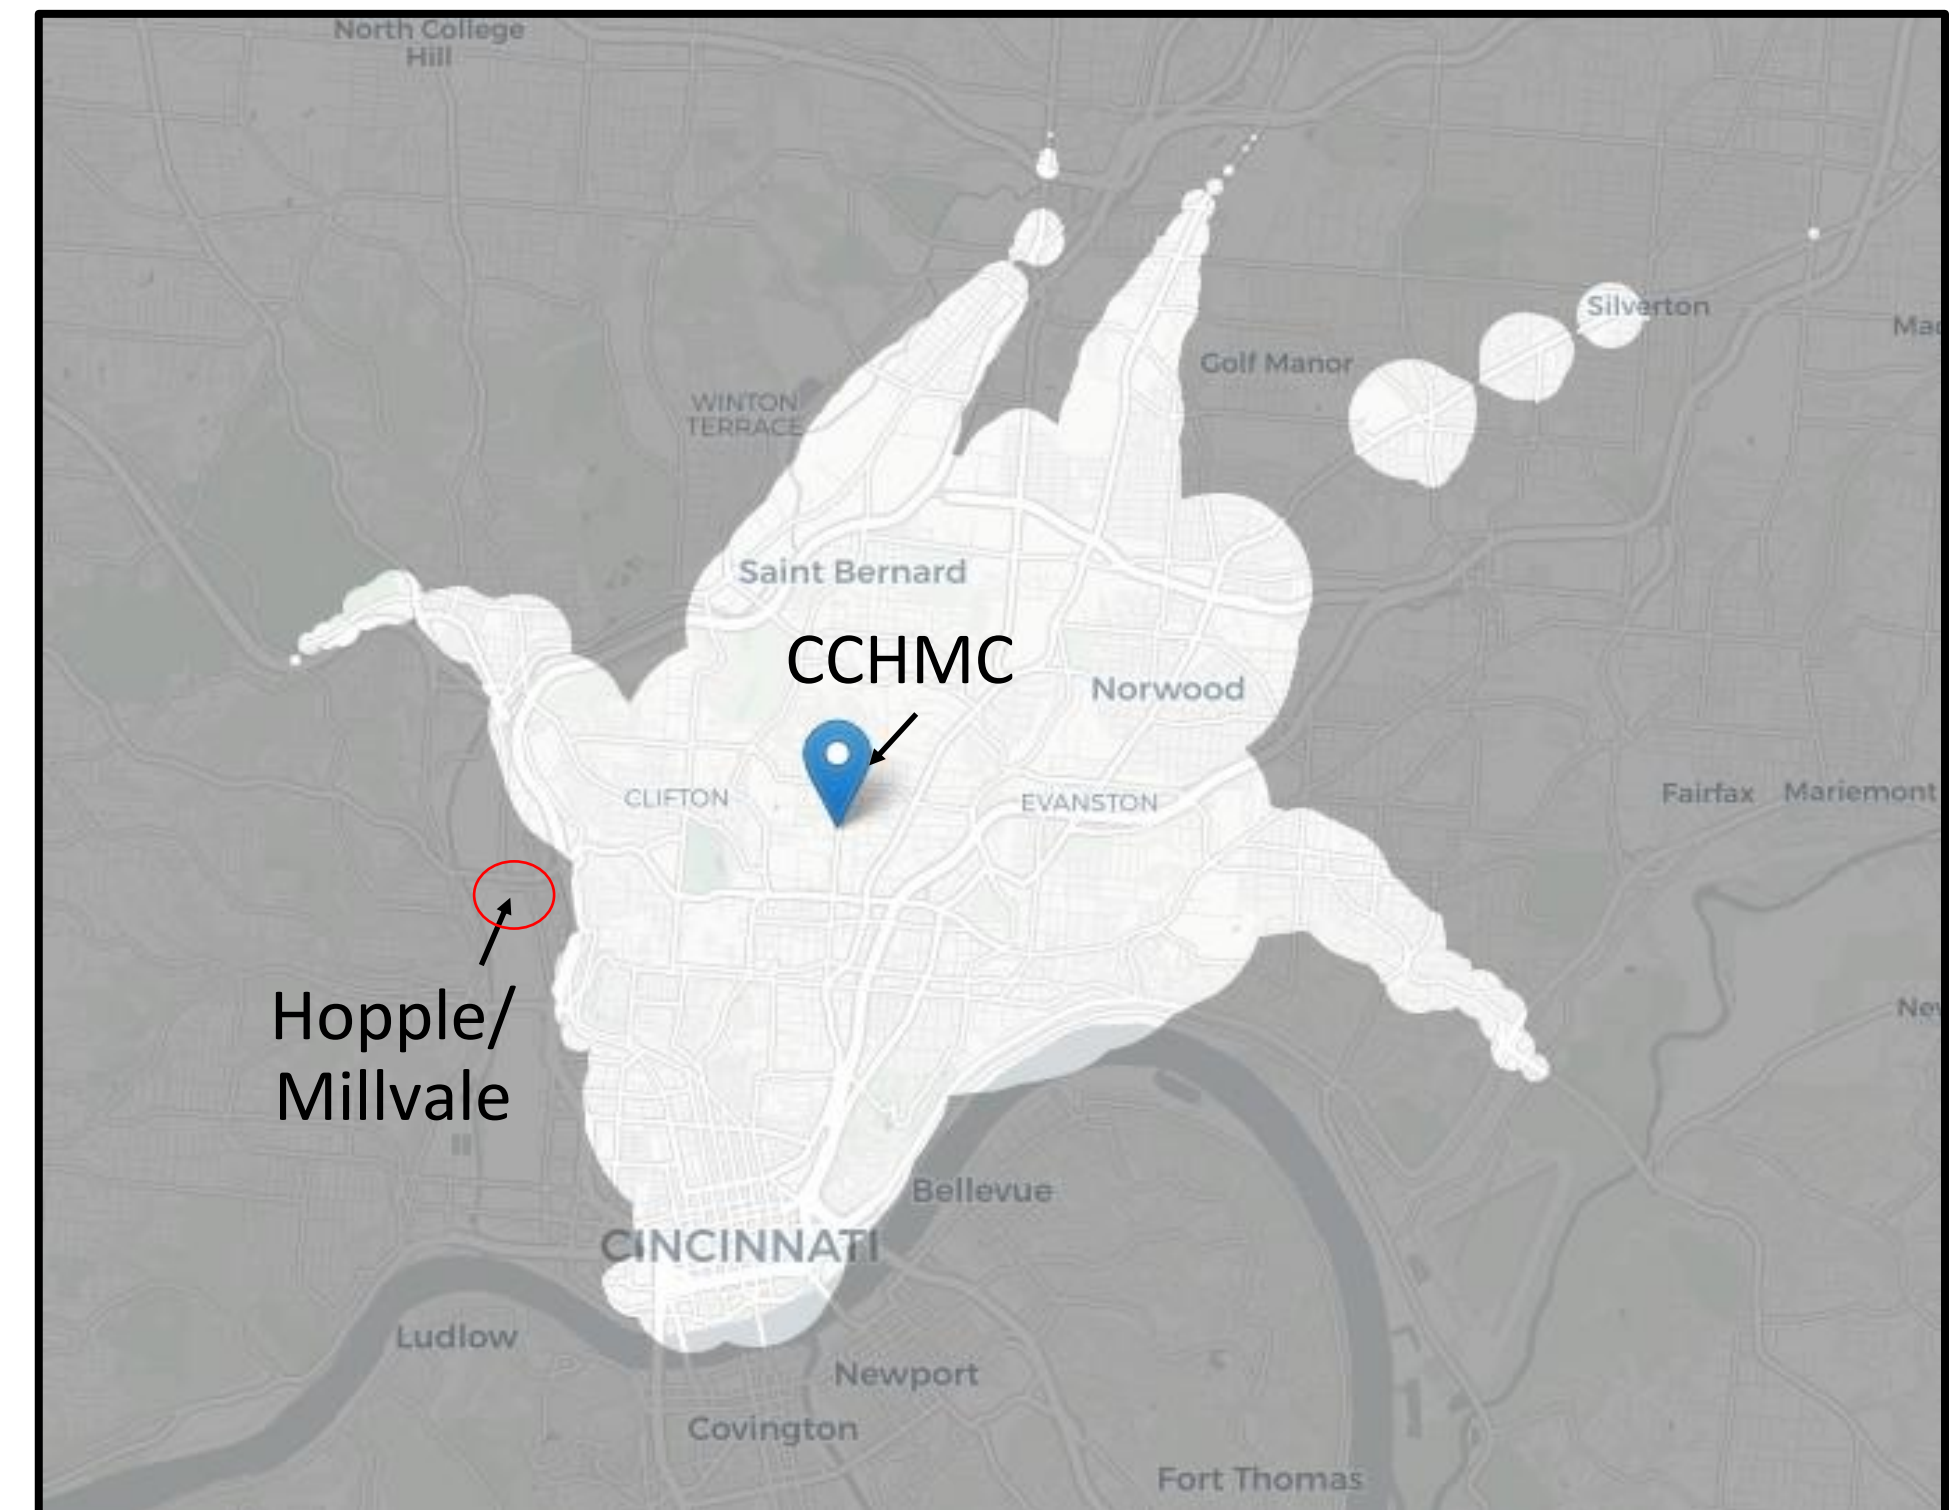 North College
Hill
Silverton
Mad
Golf Manor
WINTON
TERRACE
Saint Bernard
CCHMC
Norwood
CLIFTON
EVANSTON
Fairfax
Mariemont
Hopple/
Millvale
Bellevue
CINCINNATI
Ludlow
Newport
Covington
Fort Thomas